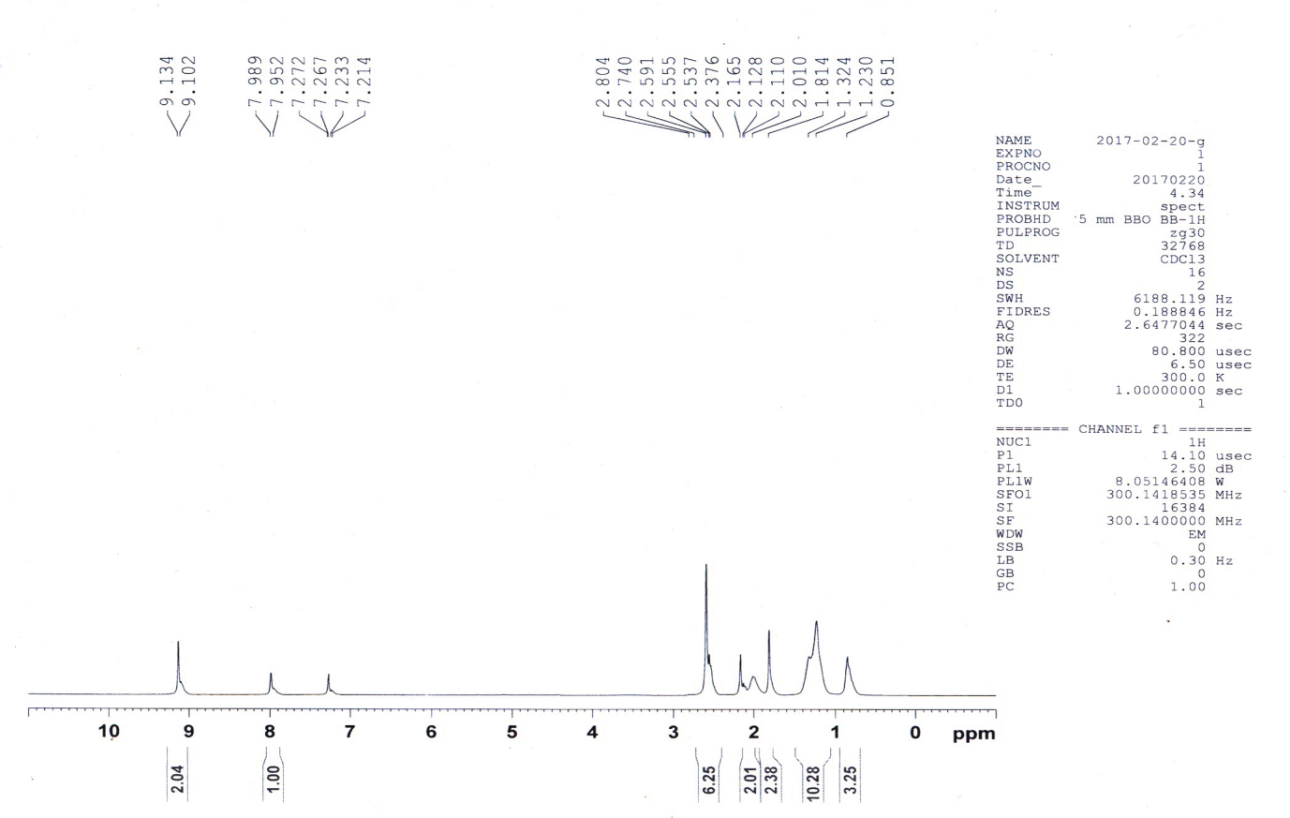 9.134
9.102
7.989
7.952
7.272
7.267
7.233
7.214
2.804
2.740
2.591
2.555
2.537
2.376
2.165
2.128
2.110
2.010
1.814
1.324
1.230
0.851
NAME 2017-02-20-g
EXPNO 1
PROCNO 1
Date_ 20170220
Time 4.34
INSTRUM spect
PROBHD 5 mm BBO BB-1H
PULPROG zg30
TD 32768
SOLVENT CDCl3
NS 16
DS 2
SWH 6188.119 Hz
FIDRES 0.188846 Hz
AQ 2.6477044 sec
RG 322
DW 80.800 usec
DE 6.50 usec
TE 300.0 K
D1 1.00000000 sec
TD0 1
======== CHANNEL f1 ========
NUC1 1H
P1 14.10 usec
PL1 2.50 dB
PL1W 8.05146408 W
SFO1 300.1418535 MHz
SI 16384
SF 300.1400000 MHz
WDW EM
SSB 0
LB 0.30 Hz
GB 0
PC 1.00
10 9 8 7 6 5 4 3 2 1 0 ppm
2.04
1.00
6.25
2.01
2.38
10.28
3.25